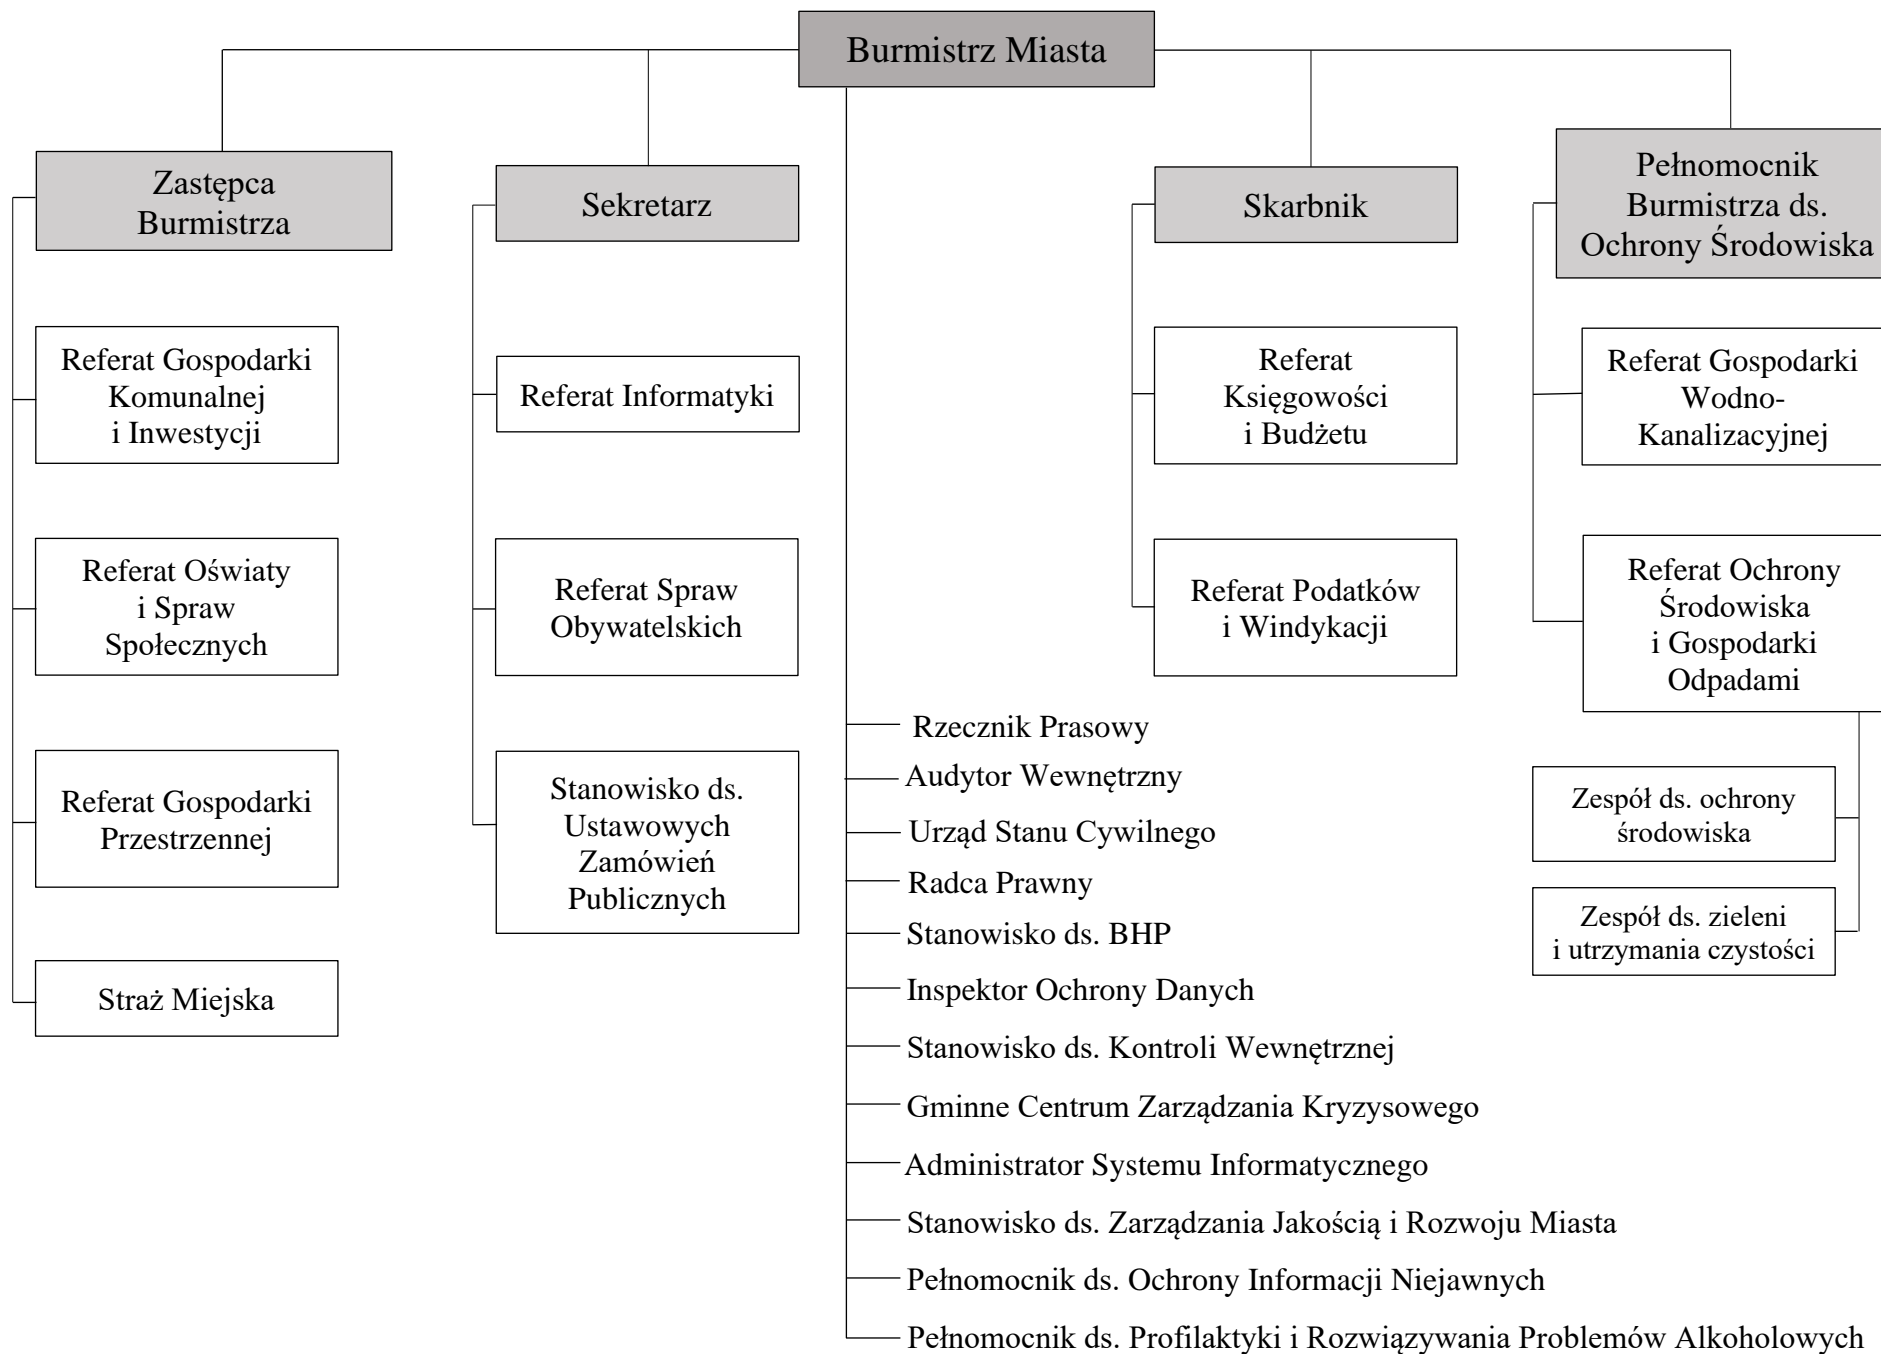 Burmistrz Miasta
Zastępca
Burmistrza
Sekretarz
Skarbnik
Pełnomocnik
Burmistrza ds.
Ochrony Środowiska
Referat Gospodarki
Komunalnej
i Inwestycji
Referat Oświaty
i Spraw
Społecznych
Referat Gospodarki
Przestrzennej
Straż Miejska
Referat Informatyki
Referat Spraw
Obywatelskich
Stanowisko ds.
Ustawowych
Zamówień
Publicznych
Referat
Księgowości
i Budżetu
Referat Podatków
i Windykacji
Referat Gospodarki
Wodno-
Kanalizacyjnej
Referat Ochrony
Środowiska
i Gospodarki
Odpadami
Zespół ds. ochrony
środowiska
Zespół ds. zieleni
i utrzymania czystości
Rzecznik Prasowy
Audytor Wewnętrzny
Urząd Stanu Cywilnego
Radca Prawny
Stanowisko ds. BHP
Inspektor Ochrony Danych
Stanowisko ds. Kontroli Wewnętrznej
Gminne Centrum Zarządzania Kryzysowego
Administrator Systemu Informatycznego
Stanowisko ds. Zarządzania Jakością i Rozwoju Miasta
Pełnomocnik ds. Ochrony Informacji Niejawnych
Pełnomocnik ds. Profilaktyki i Rozwiązywania Problemów Alkoholowych